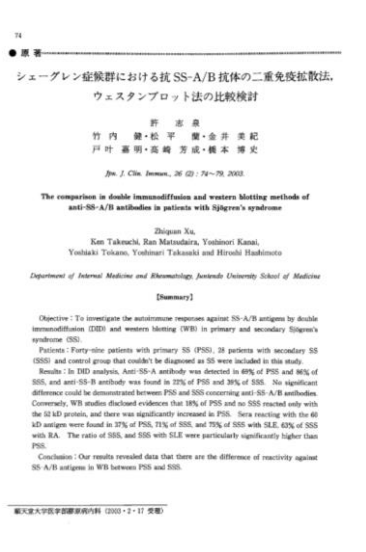 74
●原 著
シェーグレン症候群における抗 SS-A/B 抗体の二重免疫拡散法,
ウェスタンブロット法の比較検討
許 志 泉
竹 内 健・松 平 蘭・金 井 美 紀
戸 叶 嘉 明・髙 崎 芳 成・橋 本 博 史
Jpn. J. Clin. Immun., 26 (2) : 74～79, 2003.
The comparison in double immunodiffusion and western blotting methods of
anti-SS-A/B antibodies in patients with Sjögren's syndrome
Zhiquan Xu,
Ken Takeuchi, Ran Matsudaira, Yoshinori Kanai,
Yoshiaki Tokano, Yoshinari Takasaki and Hiroshi Hashimoto
Department of Internal Medicine and Rheumatology, Juntendo University School of Medicine
【Summary】
Objective : To investigate the autoimmune responses against SS-A/B antigens by double
immunodiffusion (DID) and western blotting (WB) in primary and secondary Sjögren's
syndrome (SS).
Patients : Forty-nine patients with primary SS (PSS), 28 patients with secondary SS
(SSS) and control group that couldn't be diagnosed as SS were included in this study.
Results : In DID analysis, Anti-SS-A antibody was detected in 69% of PSS and 86% of
SSS, and anti-SS-B antibody was found in 22% of PSS and 39% of SSS. No significant
difference could be demonstrated between PSS and SSS concerning anti-SS-A/B antibodies.
Conversely, WB studies disclosed evidences that 18% of PSS and no SSS reacted only with
the 52 kD protein, and there was significantly increased in PSS. Sera reacting with the 60
kD antigen were found in 37% of PSS, 71% of SSS, and 75% of SSS with SLE, 63% of SSS
with RA. The ratio of SSS, and SSS with SLE were particularly significantly higher than
PSS.
Conclusion : Our results revealed data that there are the difference of reactivity against
SS-A/B antigens in WB between PSS and SSS.
順天堂大学医学部膠原病内科 (2003・2・17 受理)